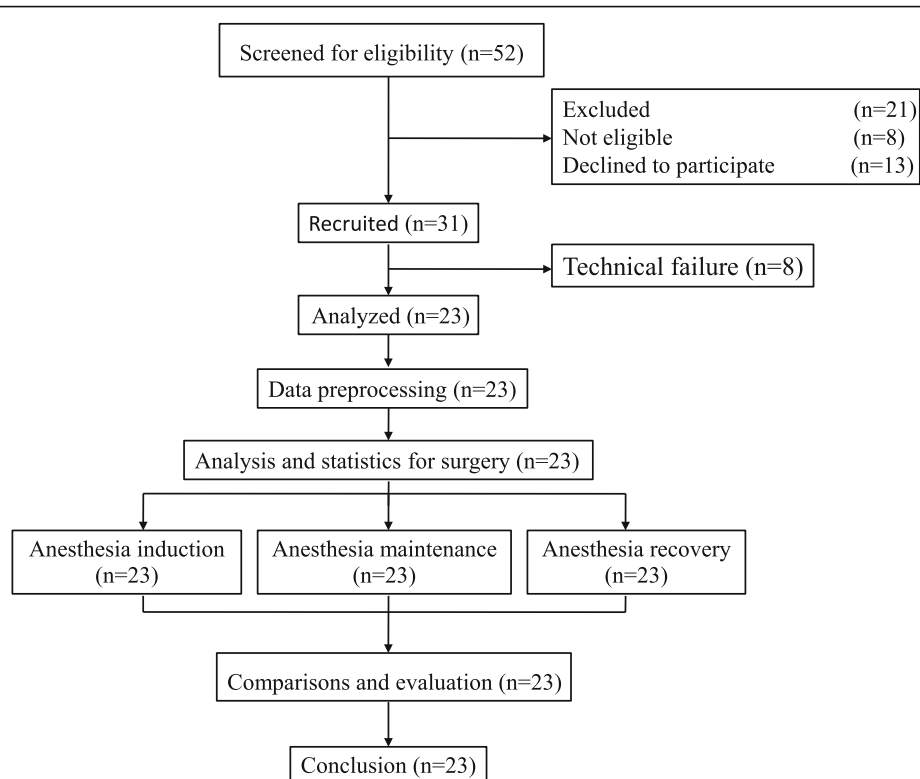 Screened for eligibility (n=52)
Excluded (n=21)
Not eligible (n=8)
Declined to participate (n=13)
Recruited (n=31)
Technical failure (n=8)
Analyzed (n=23)
Data preprocessing (n=23)
Analysis and statistics for surgery (n=23)
Anesthesia induction
(n=23)
Anesthesia maintenance
(n=23)
Anesthesia recovery
(n=23)
Comparisons and evaluation (n=23)
Conclusion (n=23)